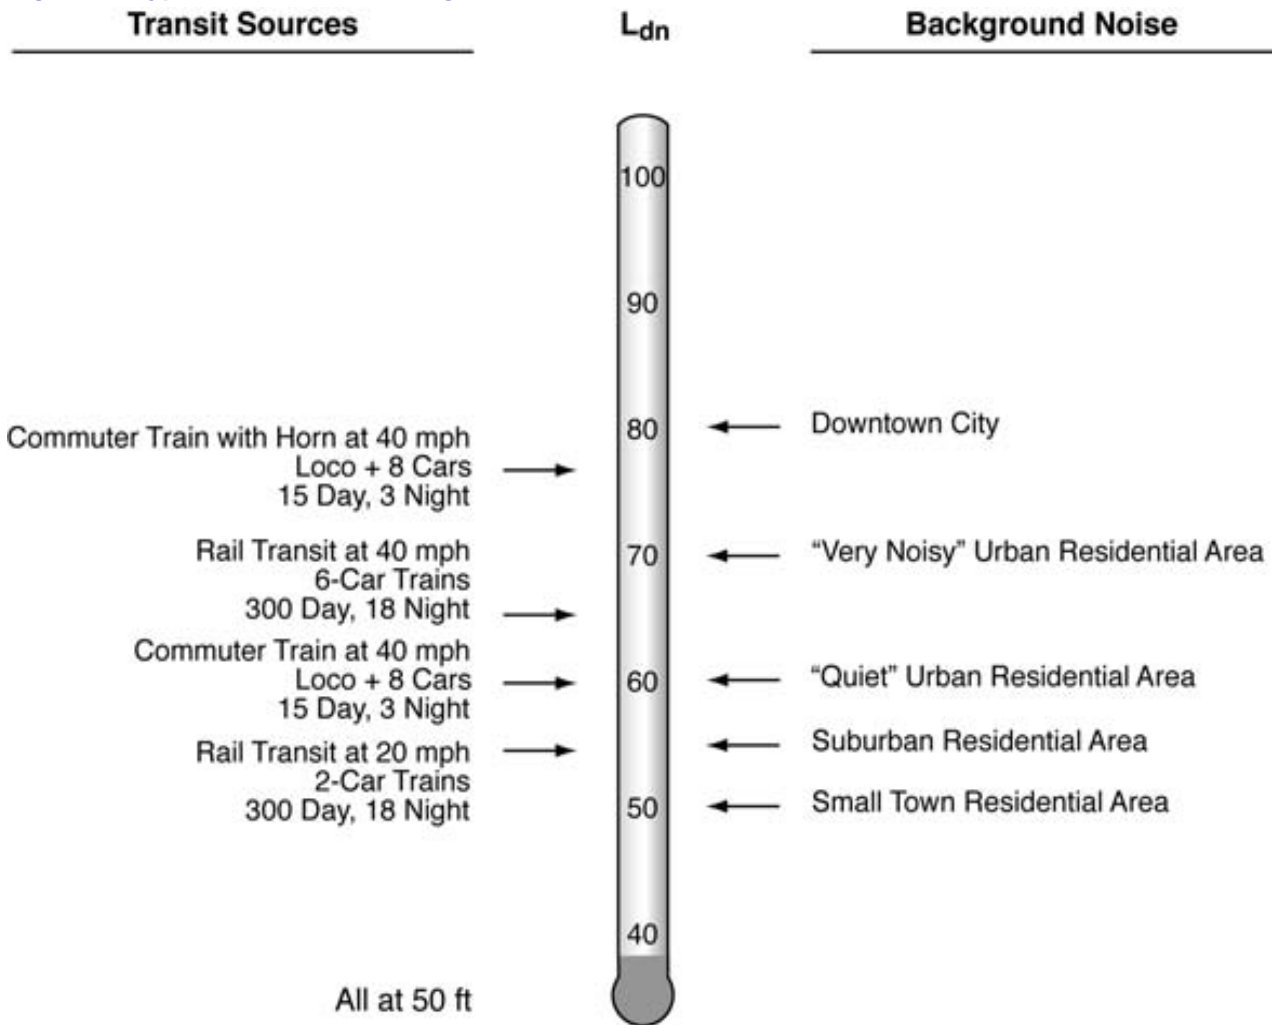 Transit Sources
L_dn
Background Noise
100
90
80
70
60
50
40
Commuter Train with Horn at 40 mph
Loco + 8 Cars
15 Day, 3 Night
Rail Transit at 40 mph
6-Car Trains
300 Day, 18 Night
Commuter Train at 40 mph
Loco + 8 Cars
15 Day, 3 Night
Rail Transit at 20 mph
2-Car Trains
300 Day, 18 Night
All at 50 ft
Downtown City
“Very Noisy” Urban Residential Area
“Quiet” Urban Residential Area
Suburban Residential Area
Small Town Residential Area